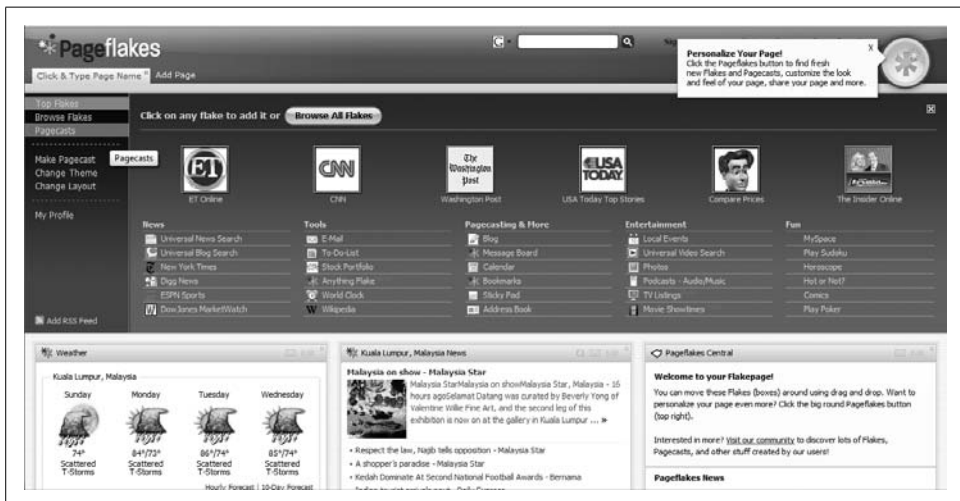 Pageflakes
G
Personalize Your Page!
X
Click the Pageflakes button to find fresh
new Flakes and Pagecasts, customize the look
and feel of your page, share your page and more.
Click & Type Page Name
Add Page
Top Flakes
Browse Flakes
Pagecasts
Make Pagecast
Pagecasts
Change Theme
Change Layout
My Profile
Add RSS Feed
Click on any flake to add it or
Browse All Flakes
ET
CNN
The
Washington
Post
USA
TODAY
ET Online
CNN
Washington Post
USA Today Top Stories
Compare Prices
The Insider Online
News
Universal News Search
Universal Blog Search
New York Times
Digg News
ESPN Sports
DowJones MarketWatch
Tools
E-Mail
To-Do-List
Stock Portfolio
Anything Flake
World Clock
Wikipedia
Pagecasting & More
Blog
Message Board
Calendar
Bookmarks
Sticky Pad
Address Book
Entertainment
Local Events
Universal Video Search
Photos
Podcasts - Audio/Music
TV Listings
Movie Showtimes
Fun
MySpace
Play Sudoku
Horoscope
Hot or Not?
Comics
Play Poker
Weather
Kuala Lumpur, Malaysia
Sunday
Monday
Tuesday
Wednesday
74°
84°/73°
86°/74°
85°/74°
Scattered
T-Storms
Scattered
T-Storms
Scattered
T-Storms
Scattered
T-Storms
Hourly Forecast | 10-Day Forecast
Kuala Lumpur, Malaysia News
Malaysia on show - Malaysia Star
Malaysia StarMalaysia on showMalaysia Star, Malaysia - 16
hours agoSelamat Datang was curated by Beverly Yong of
Valentine Willie Fine Art, and the second leg of this
exhibition is now on at the gallery in Kuala Lumpur ... »
• Respect the law, Najib tells opposition - Malaysia Star
• A shopper's paradise - Malaysia Star
• Kedah Dominate At Second National Football Awards - Bernama
Pageflakes Central
Welcome to your Flakepage!
You can move these Flakes (boxes) around using drag and drop. Want to
personalize your page even more? Click the big round Pageflakes button
(top right).
Interested in more? Visit our community to discover lots of Flakes,
Pagecasts, and other stuff created by our users!
Pageflakes News